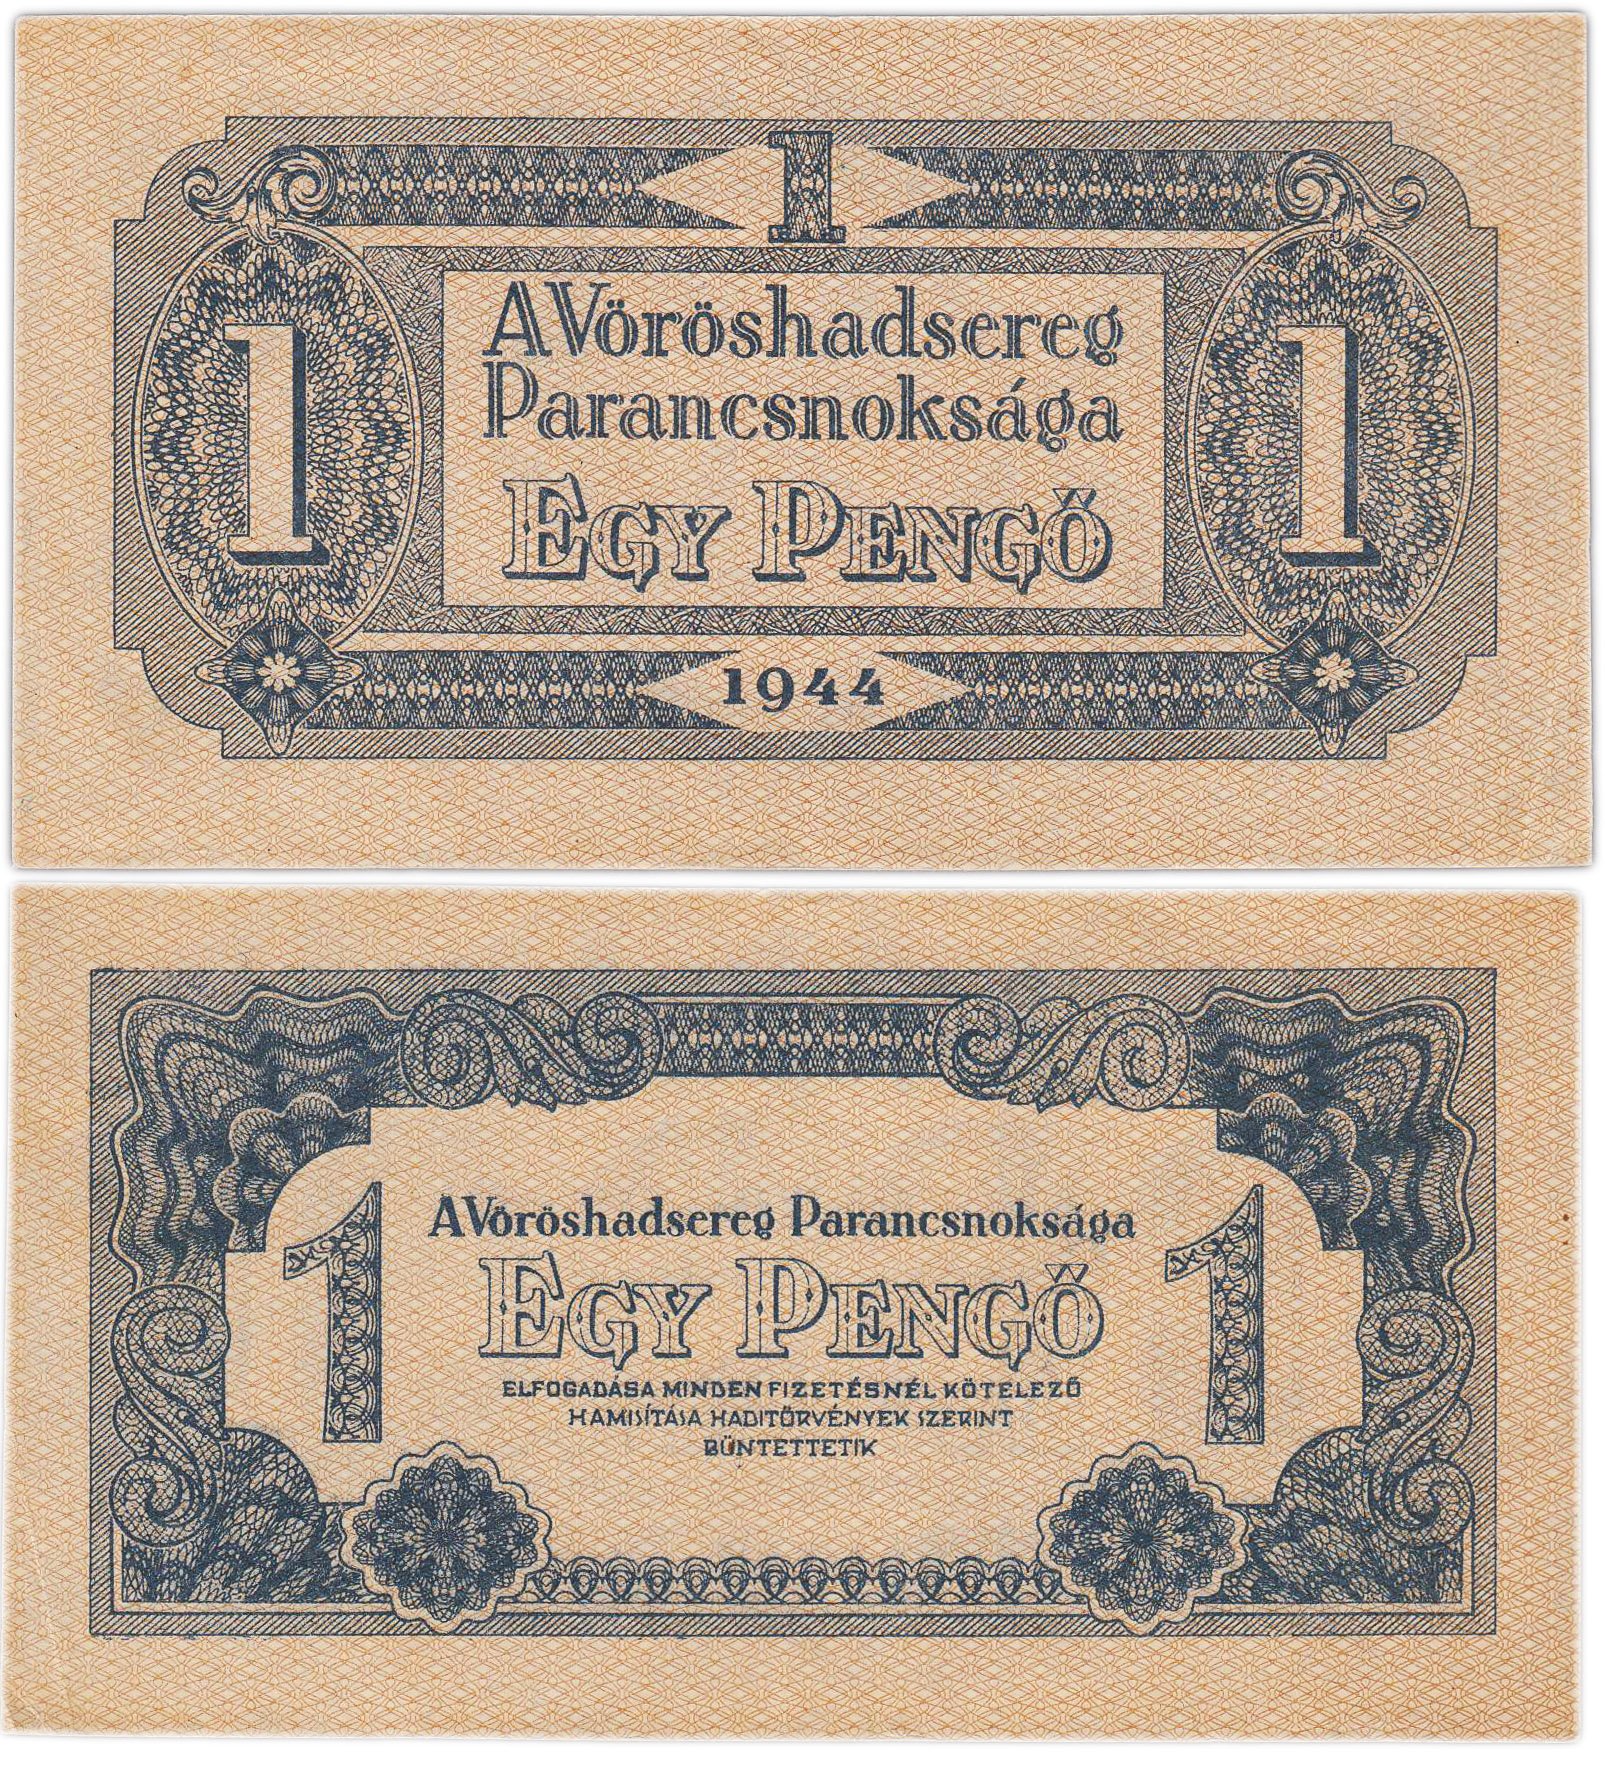 1
A Vöröshadsereg
Parancsnoksága
EGY PENGŐ
1
1
1944
A Vöröshadsereg Parancsnoksága
EGY PENGŐ
1
1
ELFOGADÁSA MINDEN FIZETÉSNÉL KÖTELEZŐ
HAMISÍTÁSA HADITÖRVÉNYEK SZERINT
BÜNTETTETIK